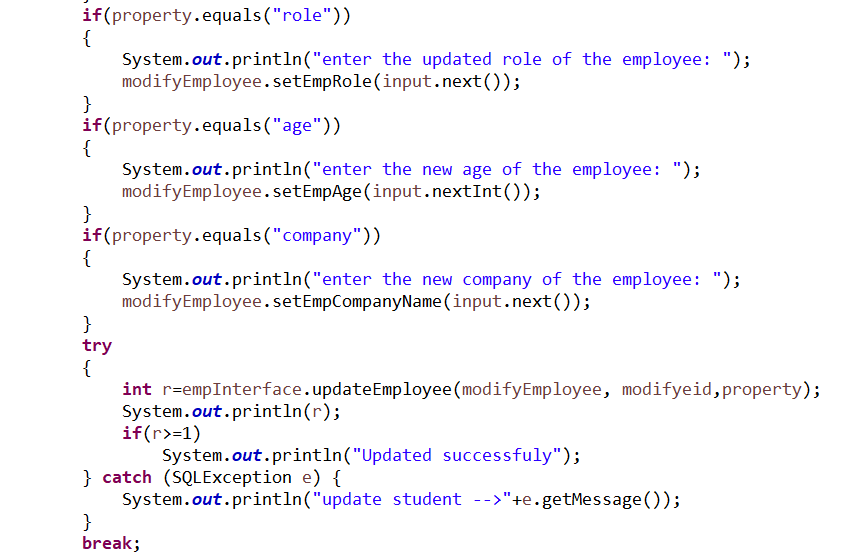 if(property.equals("role"))
{
System.out.println("enter the updated role of the employee: ");
modifyEmployee.setEmpRole(input.next());
}
if(property.equals("age"))
{
System.out.println("enter the new age of the employee: ");
modifyEmployee.setEmpAge(input.nextInt());
}
if(property.equals("company"))
{
System.out.println("enter the new company of the employee: ");
modifyEmployee.setEmpCompanyName(input.next());
}
try
{
int r=empInterface.updateEmployee(modifyEmployee, modifyeid,property);
System.out.println(r);
if(r>=1)
System.out.println("Updated successfuly");
} catch (SQLException e) {
System.out.println("update student -->"+e.getMessage());
}
break;